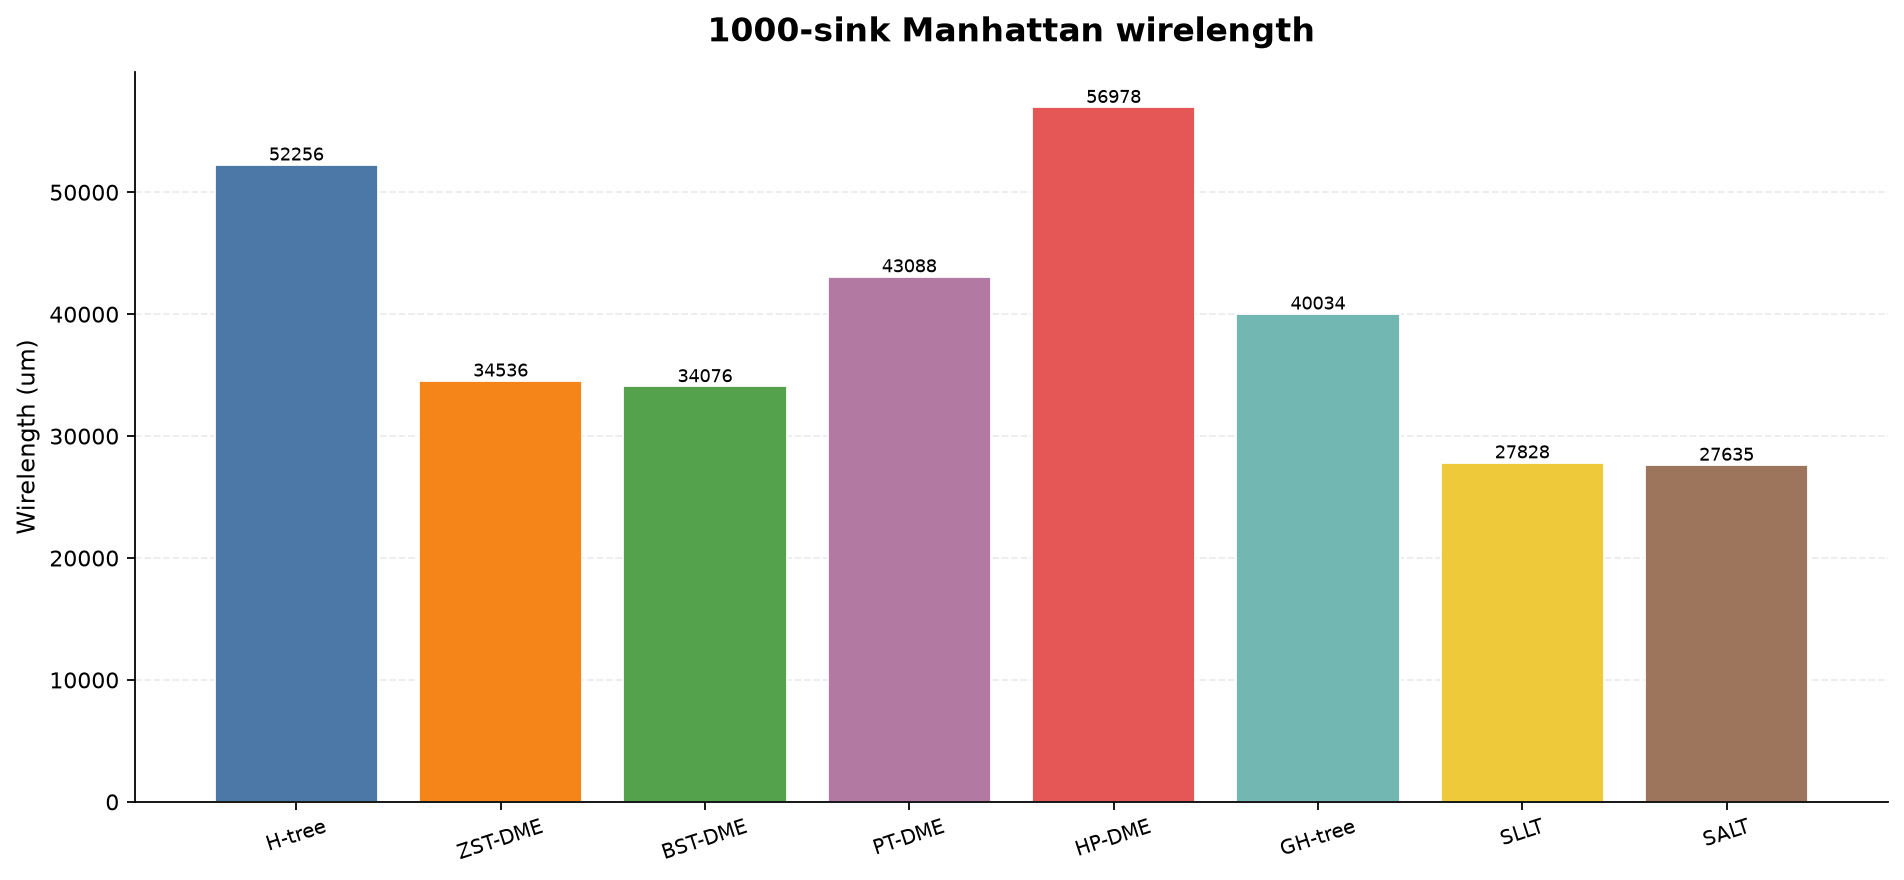 1000-sink Manhattan wirelength
Wirelength (um)
50000
40000
30000
20000
10000
0
52256
34536
34076
43088
56978
40034
27828
27635
H-tree
ZST-DME
BST-DME
PT-DME
HP-DME
GH-tree
SLLT
SALT